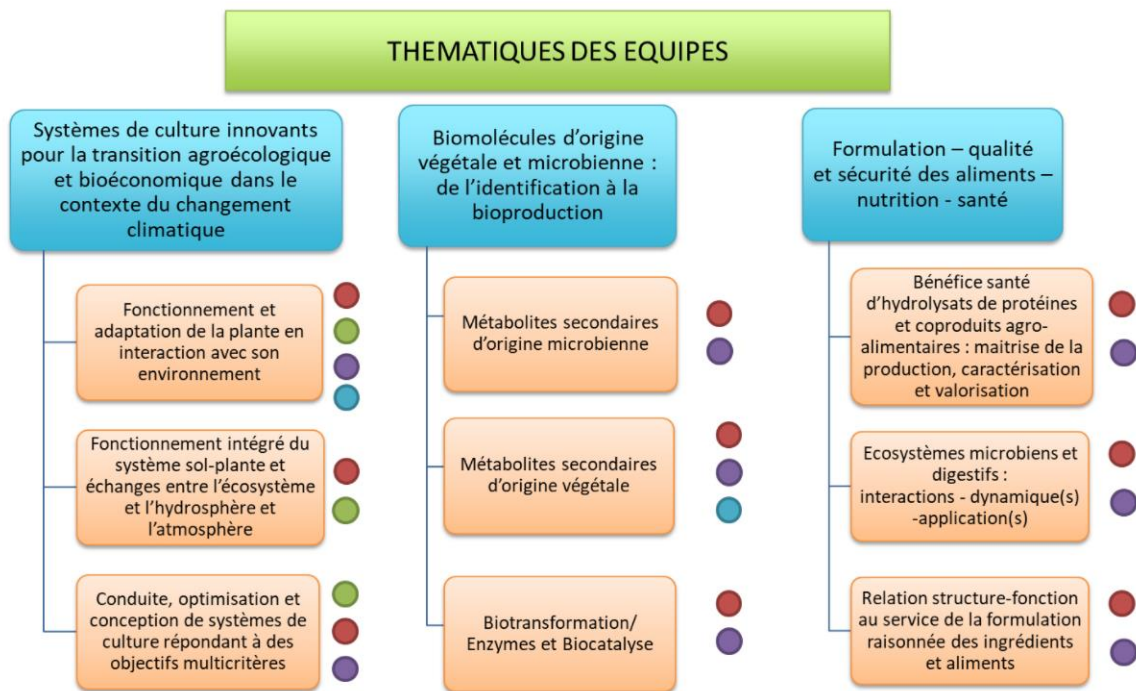 THEMATIQUES DES EQUIPES
Systèmes de culture innovants
pour la transition agroécologique
et bioéconomique dans le
contexte du changement
climatique
Fonctionnement et
adaptation de la plante en
interaction avec son
environnement
Fonctionnement intégré du
système sol-plante et
échanges entre l'écosystème
et l'hydrosphère et
l'atmosphère
Conduite, optimisation et
conception de systèmes de
culture répondant à des
objectifs multicritères
Biomolécules d'origine
végétale et microbienne :
de l'identification à la
bioproduction
Métabolites secondaires
d'origine microbienne
Métabolites secondaires
d'origine végétale
Biotransformation/
Enzymes et Biocatalyse
Formulation – qualité
et sécurité des aliments –
nutrition - santé
Bénéfice santé
d'hydrolysats de protéines
et coproduits agro-
alimentaires : maitrise de la
production, caractérisation
et valorisation
Ecosystèmes microbiens et
digestifs :
interactions - dynamique(s)
-application(s)
Relation structure-fonction
au service de la formulation
raisonnée des ingrédients
et aliments